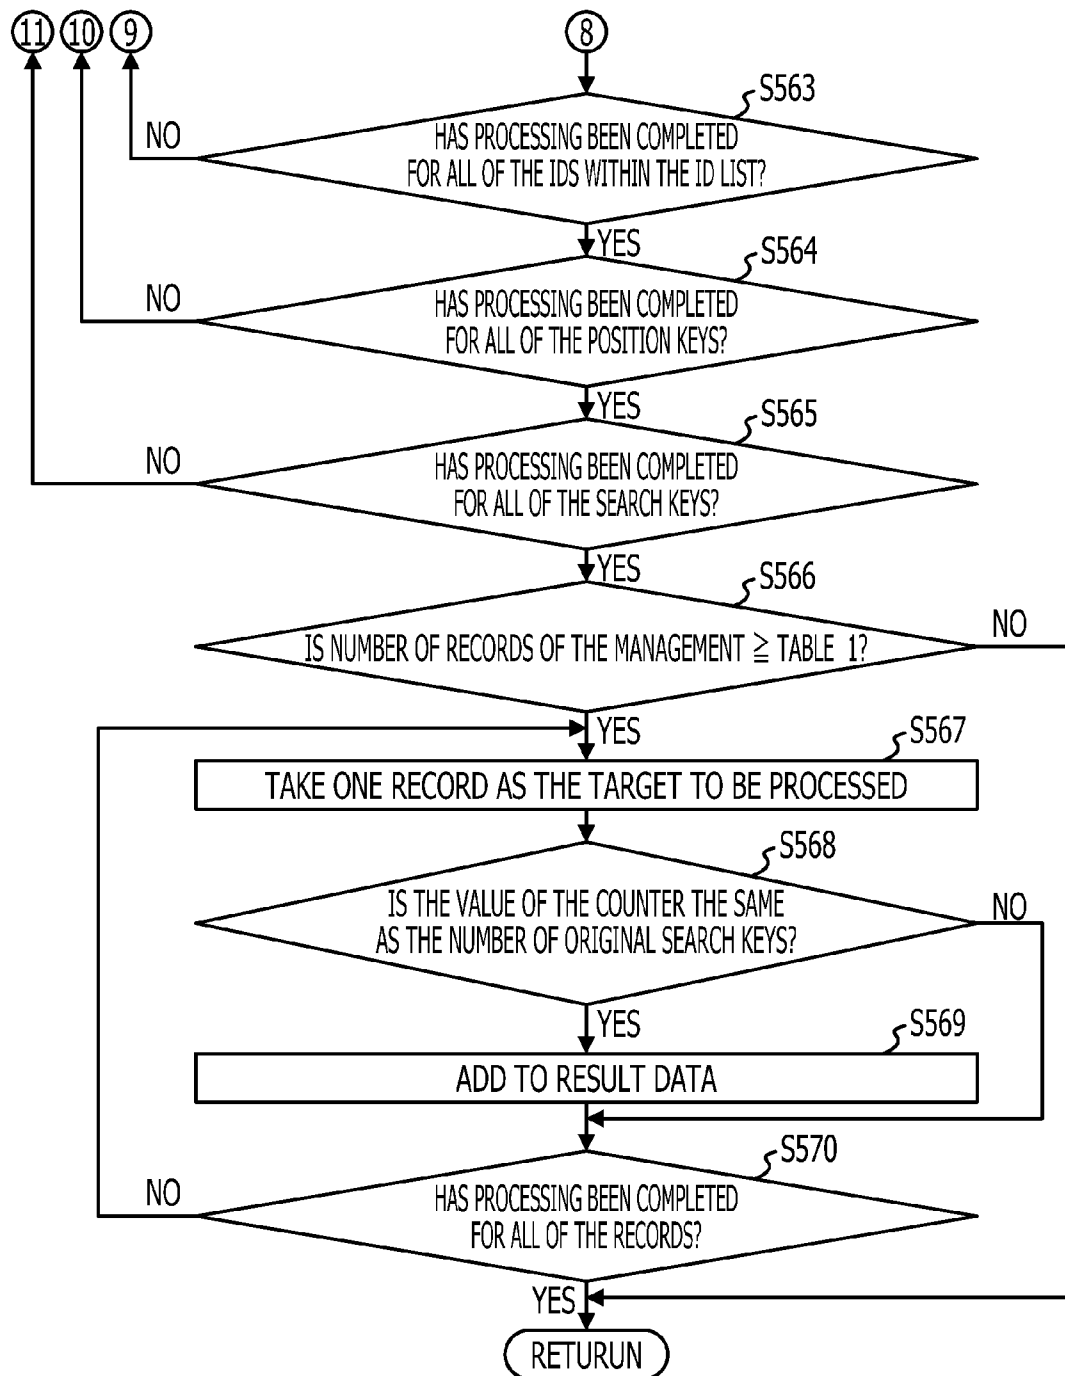 11 10 9 8
S563
NO
HAS PROCESSING BEEN COMPLETED
FOR ALL OF THE IDS WITHIN THE ID LIST?
YES
S564
NO
HAS PROCESSING BEEN COMPLETED
FOR ALL OF THE POSITION KEYS?
YES
S565
NO
HAS PROCESSING BEEN COMPLETED
FOR ALL OF THE SEARCH KEYS?
YES
S566
IS NUMBER OF RECORDS OF THE MANAGEMENT ≧ TABLE 1?
NO
YES
S567
TAKE ONE RECORD AS THE TARGET TO BE PROCESSED
S568
IS THE VALUE OF THE COUNTER THE SAME
AS THE NUMBER OF ORIGINAL SEARCH KEYS?
NO
YES
S569
ADD TO RESULT DATA
S570
NO
HAS PROCESSING BEEN COMPLETED
FOR ALL OF THE RECORDS?
YES
RETURUN